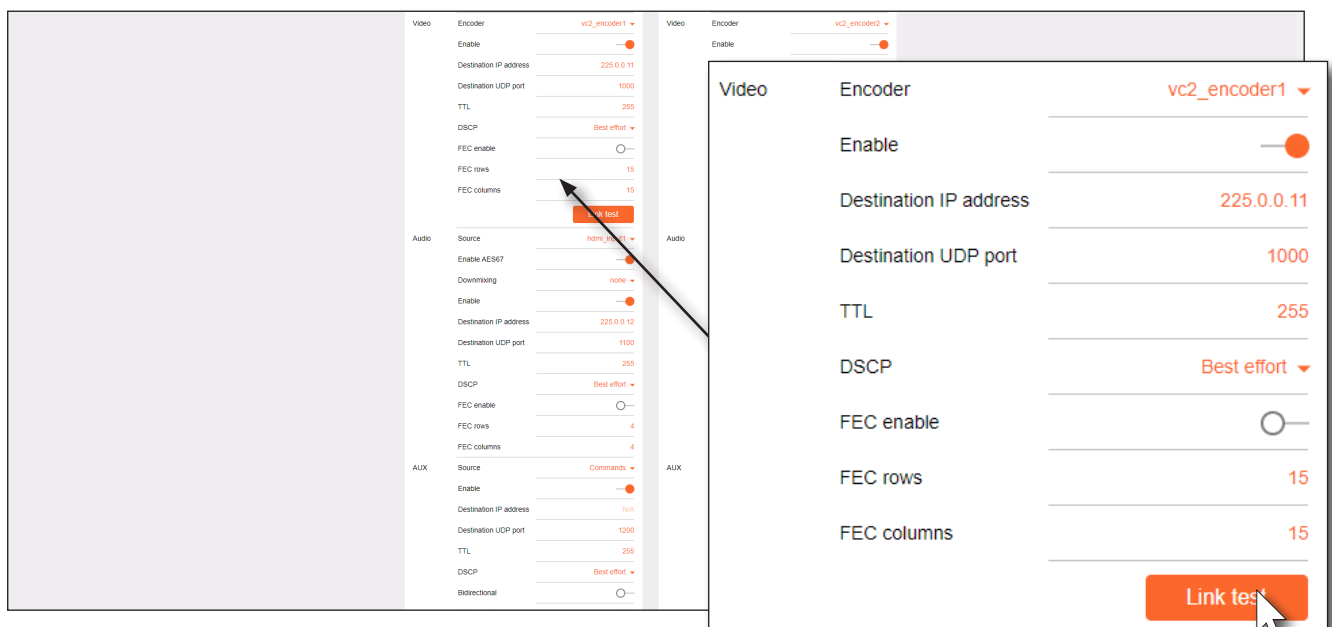 Video Encoder vc2_encoder1
Enable
Destination IP address 225.0.0.11
Destination UDP port 1000
TTL 255
DSCP Best effort
FEC enable
FEC rows 15
FEC columns 15
Link test
Audio Source hdmi_input1
Enable AES67
Downmixing none
Enable
Destination IP address 225.0.0.12
Destination UDP port 1100
TTL 255
DSCP Best effort
FEC enable
FEC rows 4
FEC columns 4
AUX Source Commands
Enable
Destination IP address N/A
Destination UDP port 1200
TTL 255
DSCP Best effort
Bidirectional
Video Encoder vc2_encoder2
Enable
Audio
AUX
Video Encoder vc2_encoder1
Enable
Destination IP address 225.0.0.11
Destination UDP port 1000
TTL 255
DSCP Best effort
FEC enable
FEC rows 15
FEC columns 15
Link test